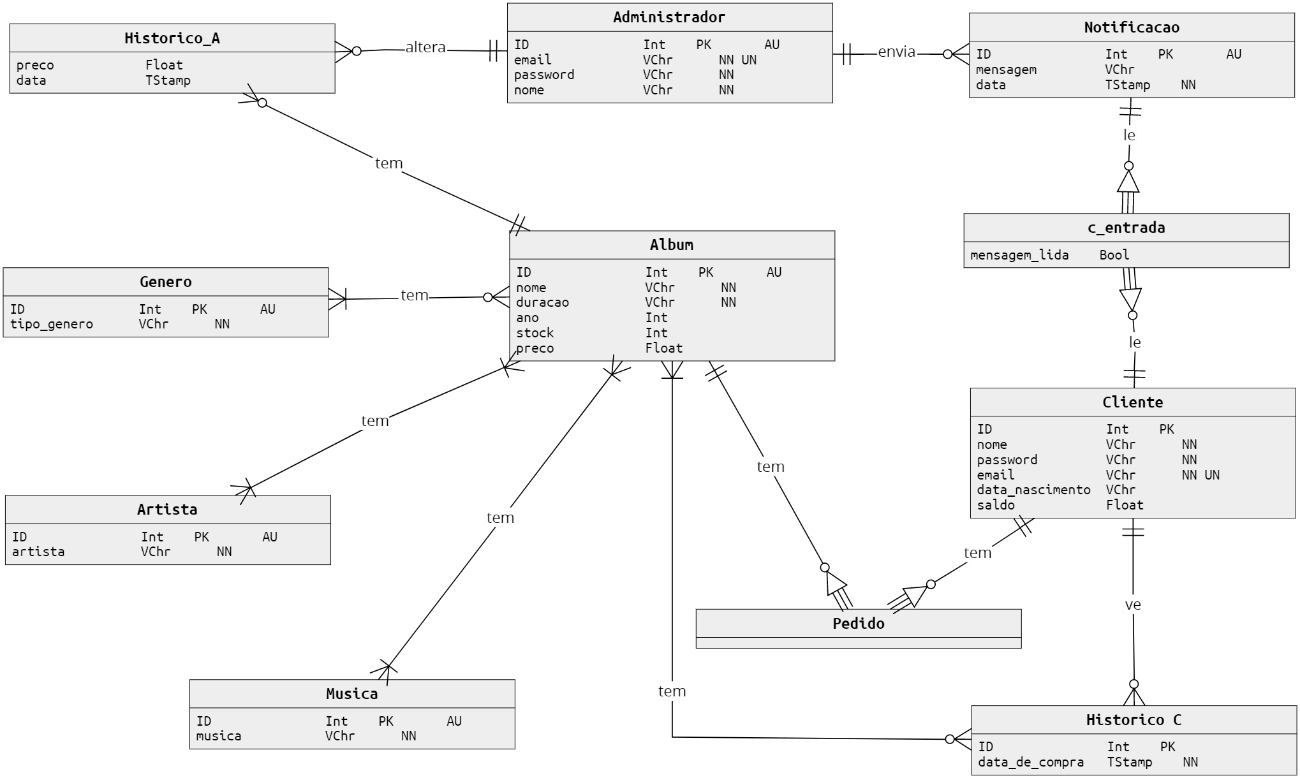 Historico_A
preco Float
data TStamp
altera
Administrador
ID Int PK AU
email VChr NN UN
password VChr NN
nome VChr NN
envia
Notificacao
ID Int PK AU
mensagem VChr
data TStamp NN
le
tem
c_entrada
mensagem_lida Bool
le
Album
ID Int PK AU
nome VChr NN
duracao VChr NN
ano Int
stock Int
preco Float
Genero
ID Int PK AU
tipo_genero VChr NN
tem
Cliente
ID Int PK
nome VChr NN
password VChr NN
email VChr NN UN
data_nascimento VChr
saldo Float
tem
tem
tem
tem
Artista
ID Int PK AU
artista VChr NN
ve
Pedido
Musica
ID Int PK AU
musica VChr NN
tem
Historico C
ID Int PK
data_de_compra TStamp NN